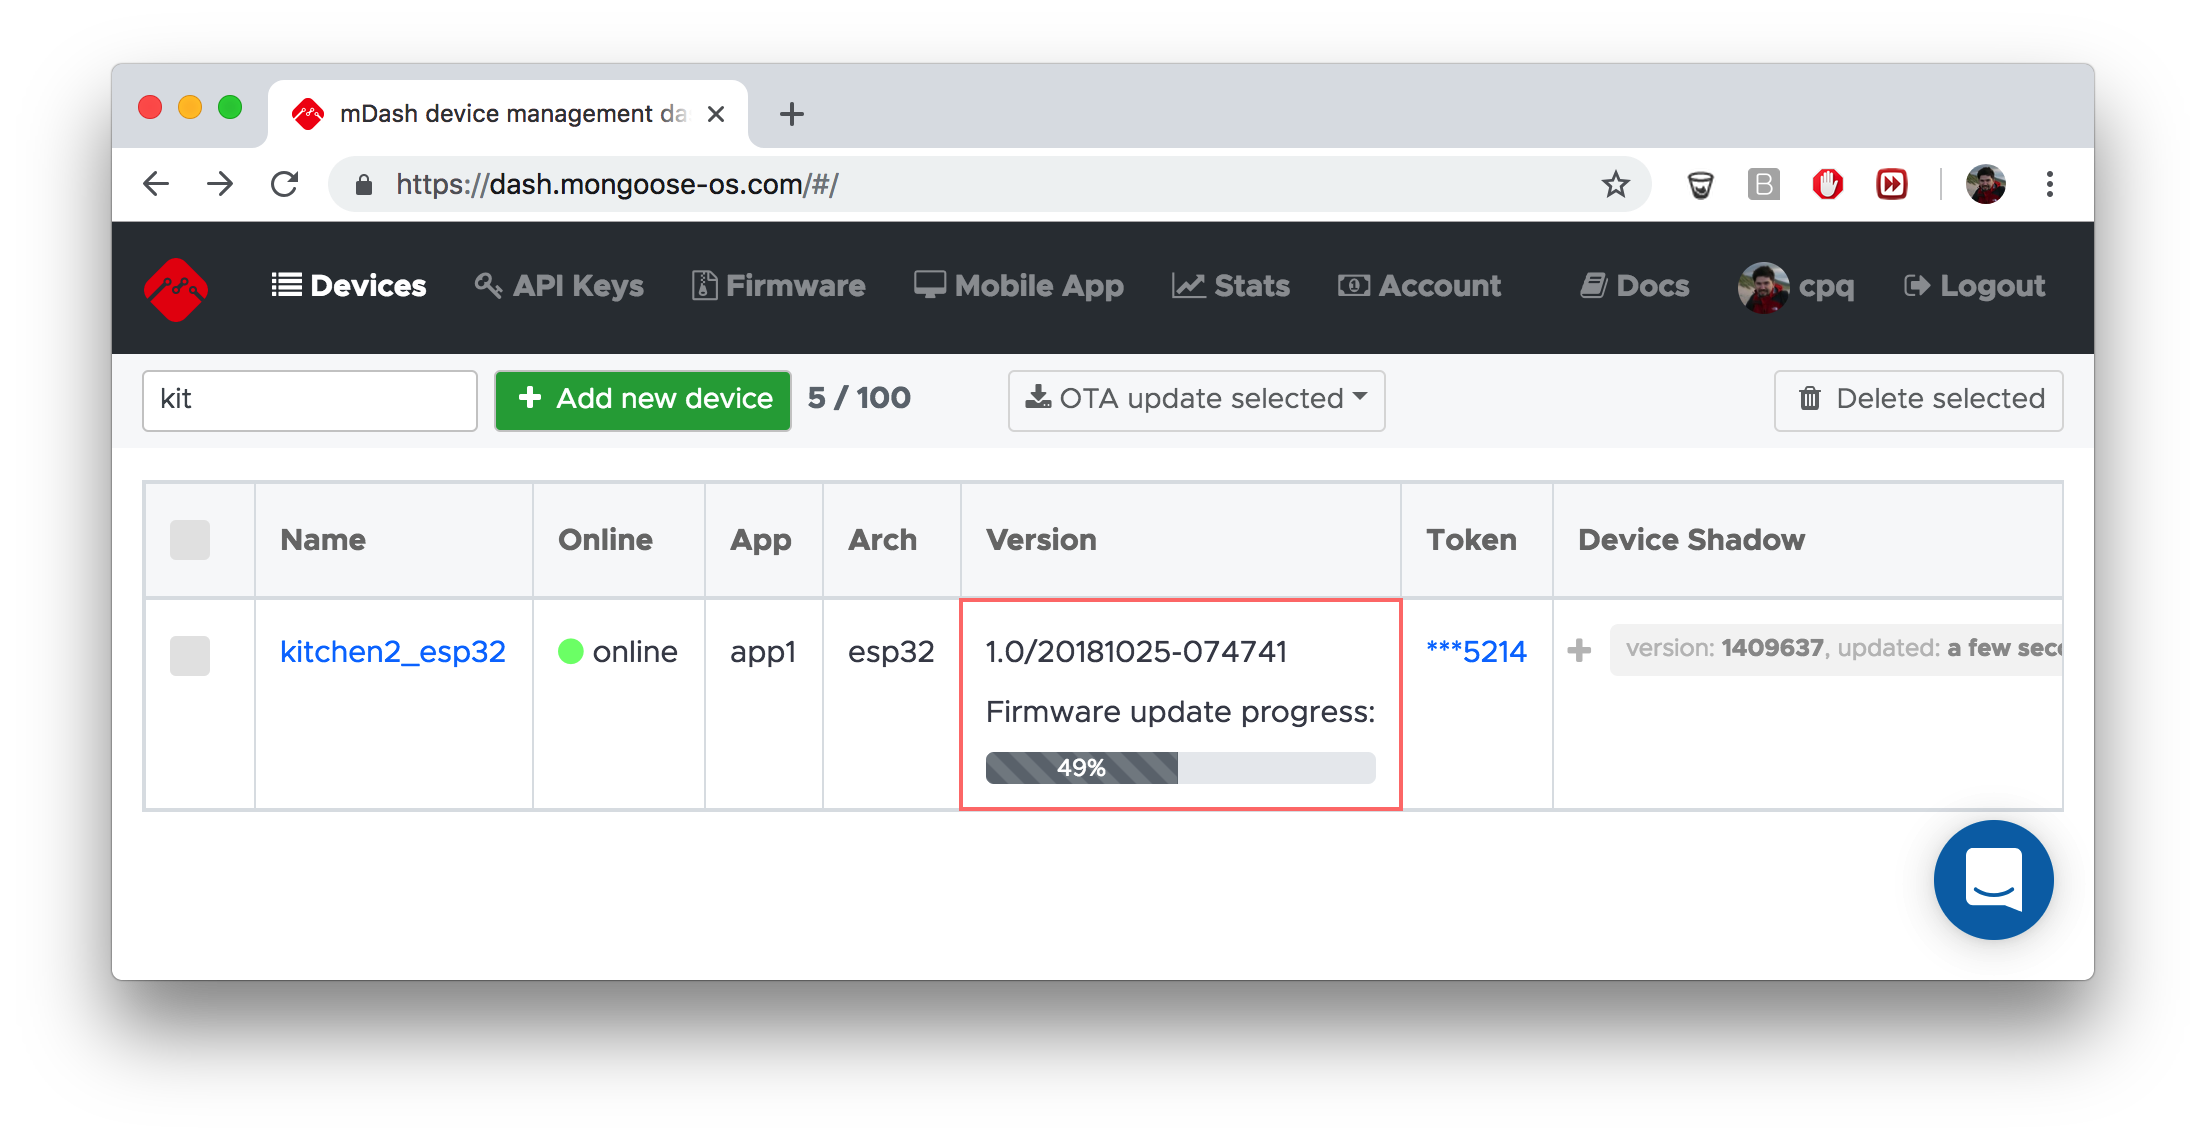 mDash device management da
https://dash.mongoose-os.com/#/
B
Devices API Keys Firmware Mobile App Stats Account Docs cpq Logout
kit + Add new device 5 / 100 OTA update selected Delete selected
Name Online App Arch Version Token Device Shadow
kitchen2_esp32 online app1 esp32 1.0/20181025-074741 ***5214 + version: 1409637, updated: a few seco
Firmware update progress:
49%